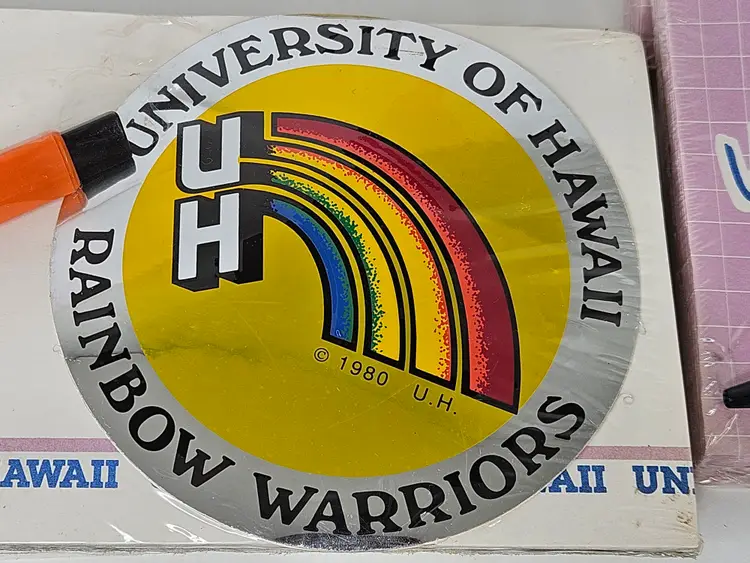 UNIVERSITY OF HAWAII
UH
© 1980 U.H.
RAINBOW WARRIORS
AWAII
AII UNI